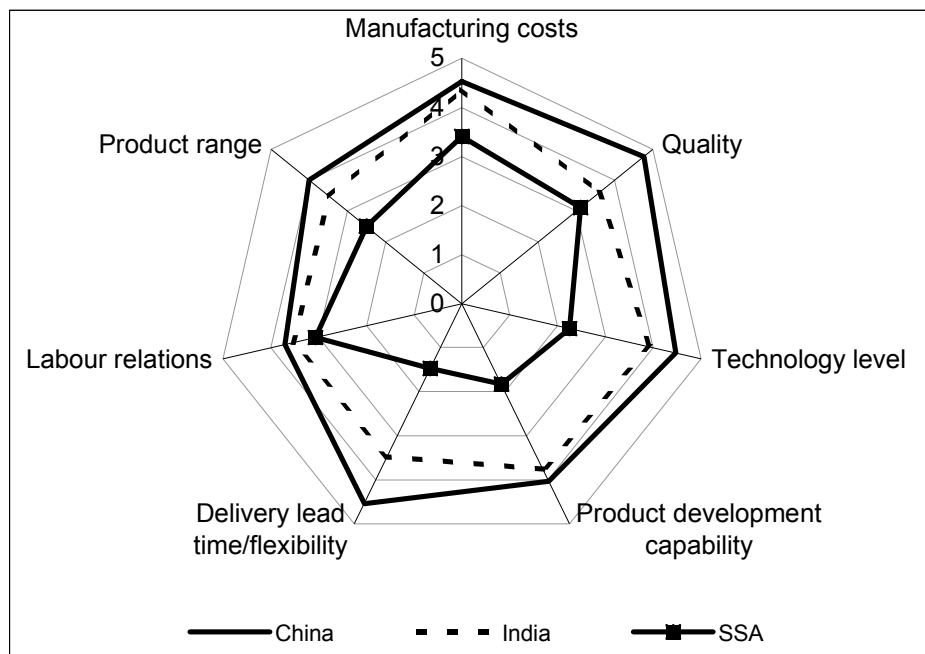 Manufacturing costs
5
4
3
2
1
0
Quality
Technology level
Product development
capability
Delivery lead
time/flexibility
Labour relations
Product range
China
India
SSA